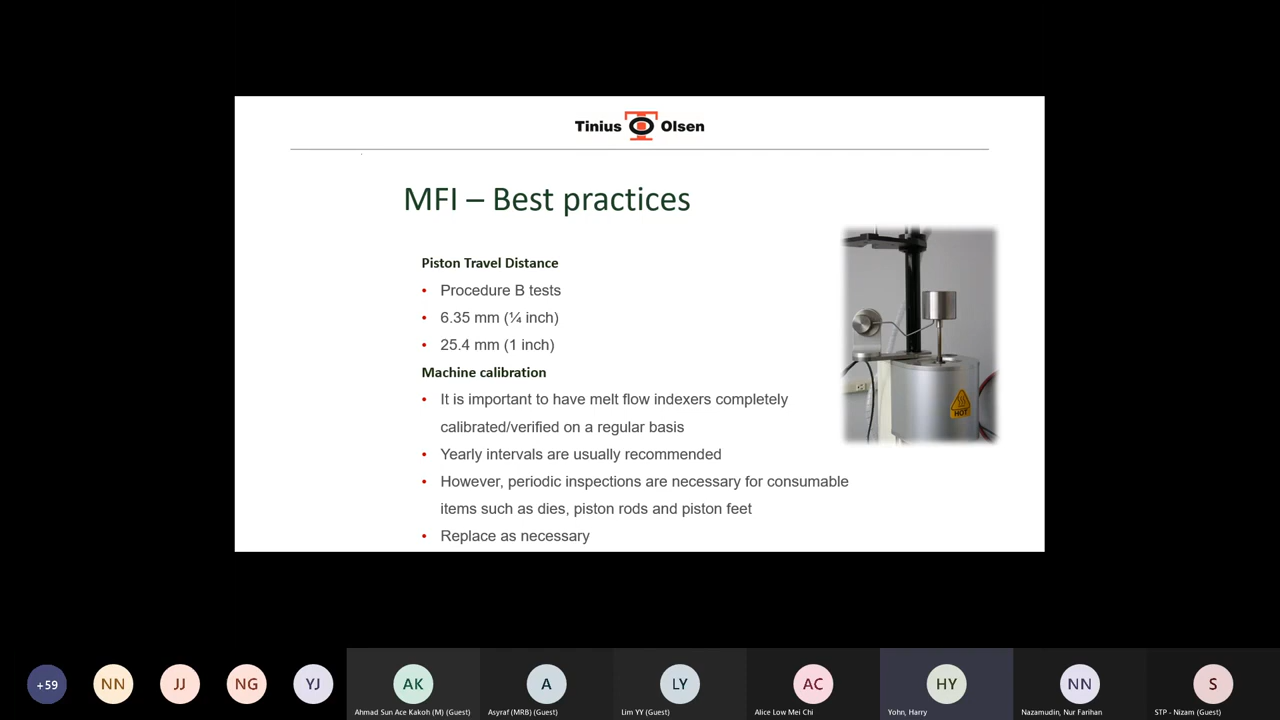 Tinius Olsen
MFI – Best practices
Piston Travel Distance
• Procedure B tests
• 6.35 mm (¼ inch)
• 25.4 mm (1 inch)
Machine calibration
• It is important to have melt flow indexers completely
calibrated/verified on a regular basis
• Yearly intervals are usually recommended
• However, periodic inspections are necessary for consumable
items such as dies, piston rods and piston feet
• Replace as necessary
HOT
+59
NN
JJ
NG
YJ
AK
A
LY
AC
HY
NN
S
Ahmad Sun Ace Kakoh (M) (Guest)
Asyraf (MRB) (Guest)
Lim YY (Guest)
Alice Low Mei Chi
Yohn, Harry
Nazamudin, Nur Farihan
STP - Nizam (Guest)